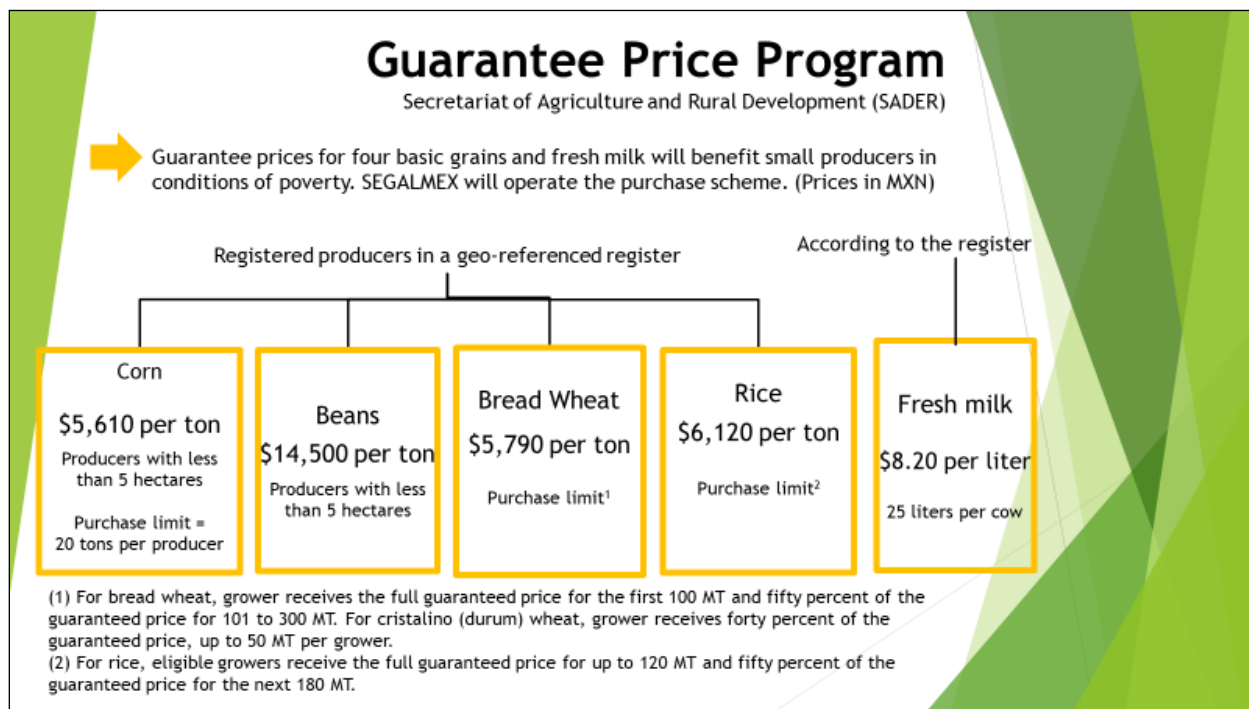 Guarantee Price Program
Secretariat of Agriculture and Rural Development (SADER)
Guarantee prices for four basic grains and fresh milk will benefit small producers in
conditions of poverty. SEGALMEX will operate the purchase scheme. (Prices in MXN)
Registered producers in a geo-referenced register
According to the register
Corn
$5,610 per ton
Producers with less
than 5 hectares
Purchase limit =
20 tons per producer
Beans
$14,500 per ton
Producers with less
than 5 hectares
Bread Wheat
$5,790 per ton
Purchase limit¹
Rice
$6,120 per ton
Purchase limit²
Fresh milk
$8.20 per liter
25 liters per cow
(1) For bread wheat, grower receives the full guaranteed price for the first 100 MT and fifty percent of the
guaranteed price for 101 to 300 MT. For cristalino (durum) wheat, grower receives forty percent of the
guaranteed price, up to 50 MT per grower.
(2) For rice, eligible growers receive the full guaranteed price for up to 120 MT and fifty percent of the
guaranteed price for the next 180 MT.